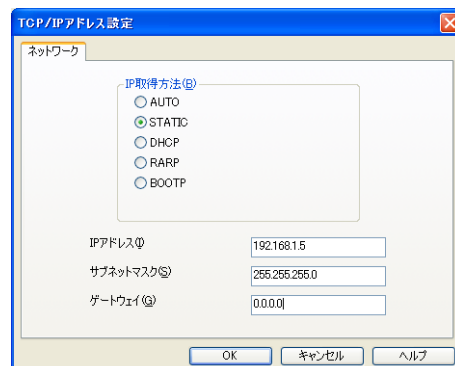 TCP/IPアドレス設定
ネットワーク
IP取得方法(B)
AUTO
STATIC
DHCP
RARP
BOOTP
IPアドレス(I) 192.168.1.5
サブネットマスク(S) 255.255.255.0
ゲートウェイ(G) 0.0.0.0
OK キャンセル ヘルプ